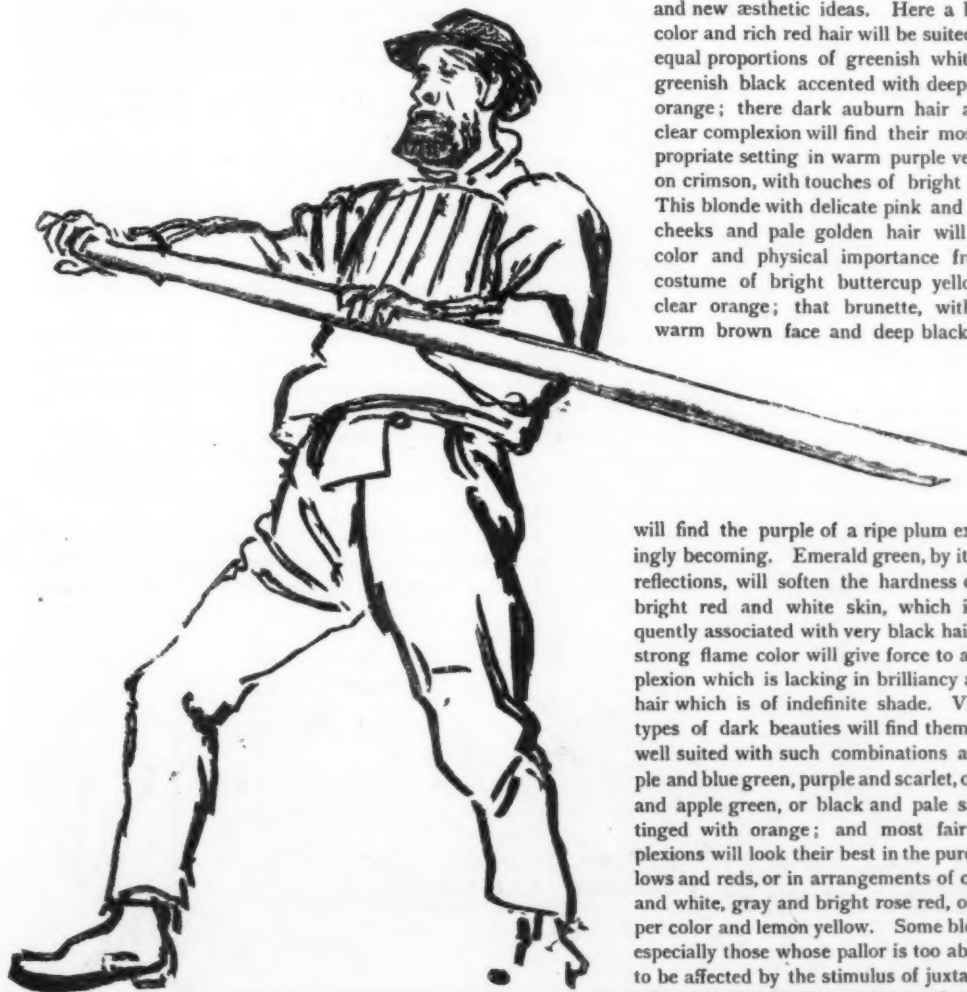 and new æsthetic ideas. Here a
color and rich red hair will be suited
equal proportions of greenish whit
greenish black accented with deep
orange; there dark auburn hair a
clear complexion will find their mos
propriate setting in warm purple ve
on crimson, with touches of bright
This blonde with delicate pink and
cheeks and pale golden hair will
color and physical importance fr
costume of bright buttercup yello
clear orange; that brunette, with
warm brown face and deep black
will find the purple of a ripe plum ex
ingly becoming. Emerald green, by it
reflections, will soften the hardness
bright red and white skin, which i
quently associated with very black hai
strong flame color will give force to a
plexion which is lacking in brilliancy a
hair which is of indefinite shade. V
types of dark beauties will find them
well suited with such combinations a
ple and blue green, purple and scarlet,
and apple green, or black and pale s
tinged with orange; and most fair
plexions will look their best in the pure
lows and reds, or in arrangements of
and white, gray and bright rose red, o
per color and lemon yellow. Some blo
especially those whose pallor is too ab
to be affected by the stimulus of juxta